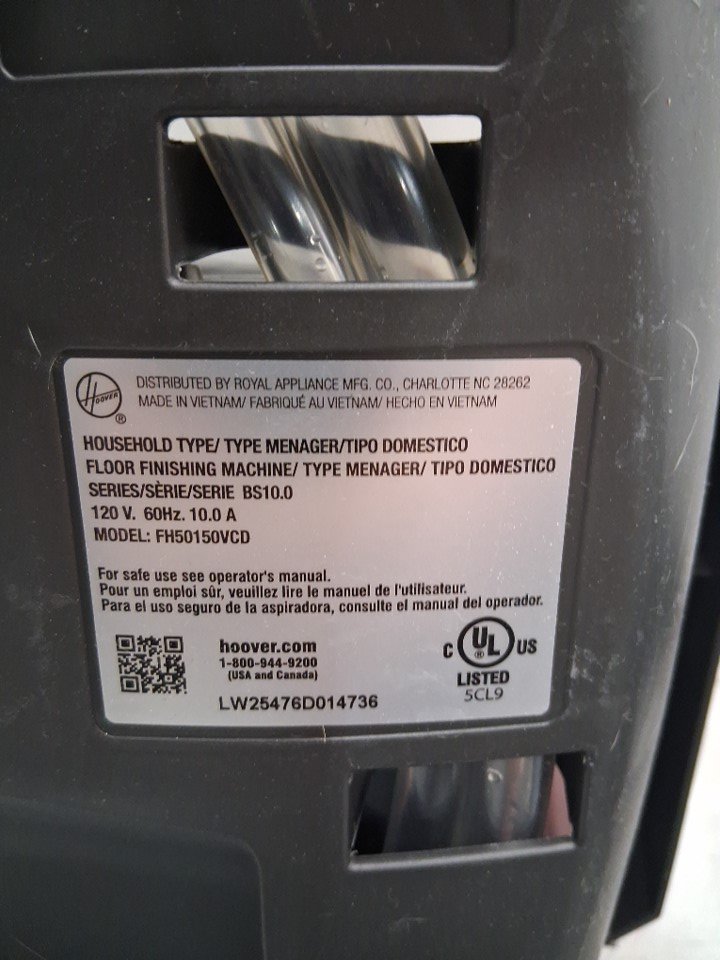 HOOVER
®
DISTRIBUTED BY ROYAL APPLIANCE MFG. CO., CHARLOTTE NC 28262
MADE IN VIETNAM/ FABRIQUÉ AU VIETNAM/ HECHO EN VIETNAM
HOUSEHOLD TYPE/ TYPE MENAGER/TIPO DOMESTICO
FLOOR FINISHING MACHINE/ TYPE MENAGER/ TIPO DOMESTICO
SERIES/SÈRIE/SERIE BS10.0
120 V. 60Hz. 10.0 A
MODEL: FH50150VCD
For safe use see operator's manual.
Pour un emploi sûr, veuillez lire le manuel de l'utilisateur.
Para el uso seguro de la aspiradora, consulte el manual del operador.
hoover.com
1-800-944-9200
(USA and Canada)
LW25476D014736
C UL ® US
LISTED
5CL9